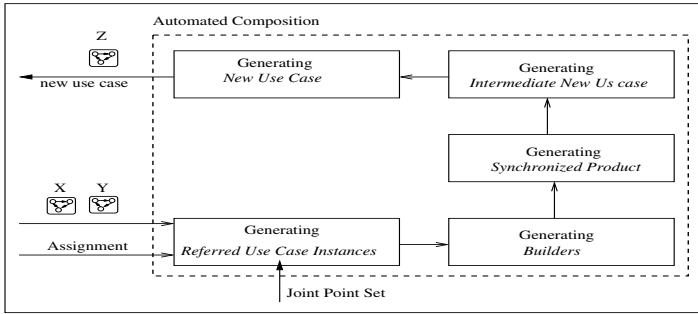 Automated Composition
Z
new use case
Generating
New Use Case
Generating
Intermediate New Us case
Generating
Synchronized Product
X Y
Assignment
Generating
Referred Use Case Instances
Generating
Builders
Joint Point Set